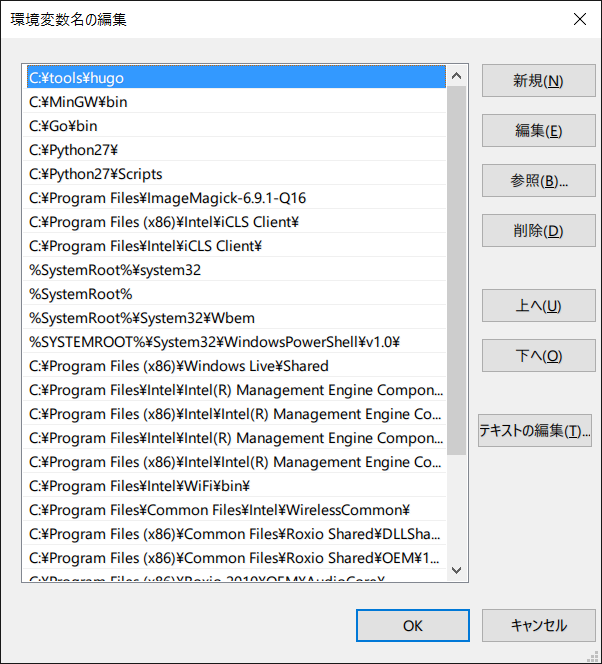 環境変数名の編集
C:¥tools¥hugo
C:¥MinGW¥bin
C:¥Go¥bin
C:¥Python27¥
C:¥Python27¥Scripts
C:¥Program Files¥ImageMagick-6.9.1-Q16
C:¥Program Files (x86)¥Intel¥iCLS Client¥
C:¥Program Files¥Intel¥iCLS Client¥
%SystemRoot%¥system32
%SystemRoot%
%SystemRoot%¥System32¥Wbem
%SYSTEMROOT%¥System32¥WindowsPowerShell¥v1.0¥
C:¥Program Files (x86)¥Windows Live¥Shared
C:¥Program Files¥Intel¥Intel(R) Management Engine Compon...
C:¥Program Files (x86)¥Intel¥Intel(R) Management Engine Co...
C:¥Program Files¥Intel¥Intel(R) Management Engine Compon...
C:¥Program Files (x86)¥Intel¥Intel(R) Management Engine Co...
C:¥Program Files¥Intel¥WiFi¥bin¥
C:¥Program Files¥Common Files¥Intel¥WirelessCommon¥
C:¥Program Files (x86)¥Common Files¥Roxio Shared¥DLLSha...
C:¥Program Files (x86)¥Common Files¥Roxio Shared¥OEM¥1...
C:¥Program Files (x86)¥Roxio 2010¥OEM¥AudioCore¥
新規(N)
編集(E)
参照(B)...
削除(D)
上へ(U)
下へ(O)
テキストの編集(T)...
OK
キャンセル